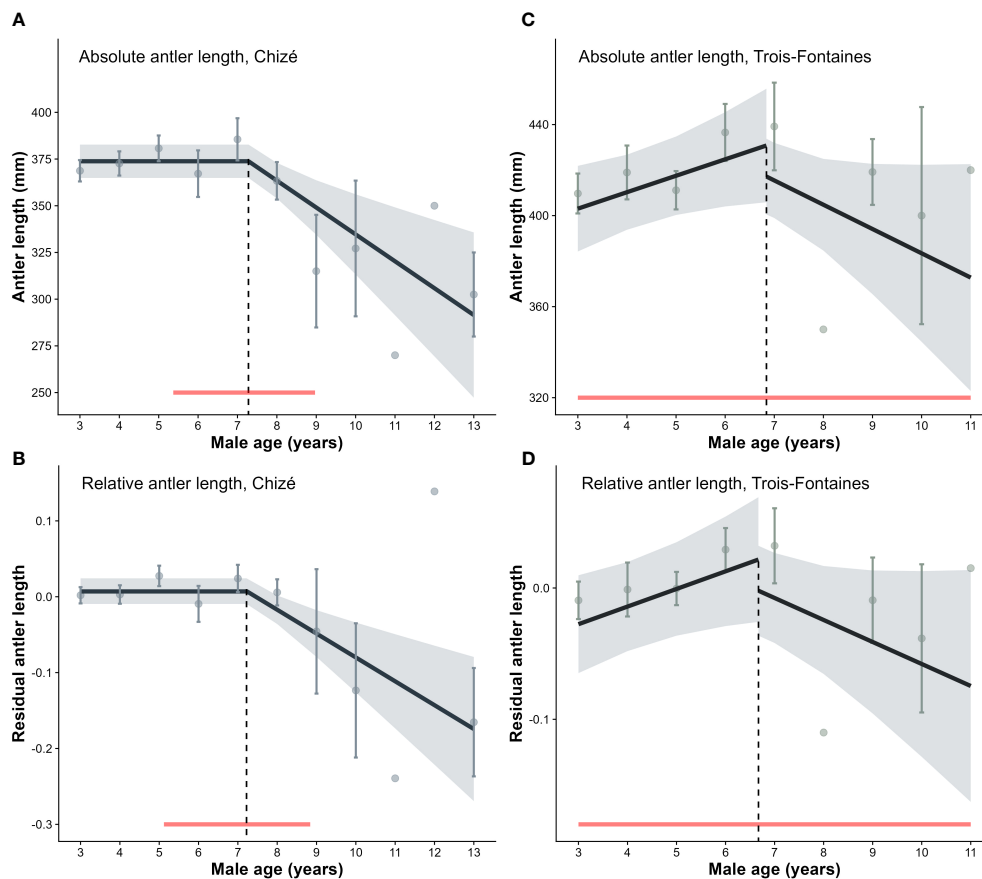 A
Absolute antler length, Chizé
Antler length (mm)
400
375
350
325
300
275
250
3 4 5 6 7 8 9 10 11 12 13
Male age (years)
C
Absolute antler length, Trois-Fontaines
Antler length (mm)
440
400
360
320
3 4 5 6 7 8 9 10 11
Male age (years)
B
Relative antler length, Chizé
Residual antler length
0.1
0.0
-0.1
-0.2
-0.3
3 4 5 6 7 8 9 10 11 12 13
Male age (years)
D
Relative antler length, Trois-Fontaines
Residual antler length
0.0
-0.1
3 4 5 6 7 8 9 10 11
Male age (years)